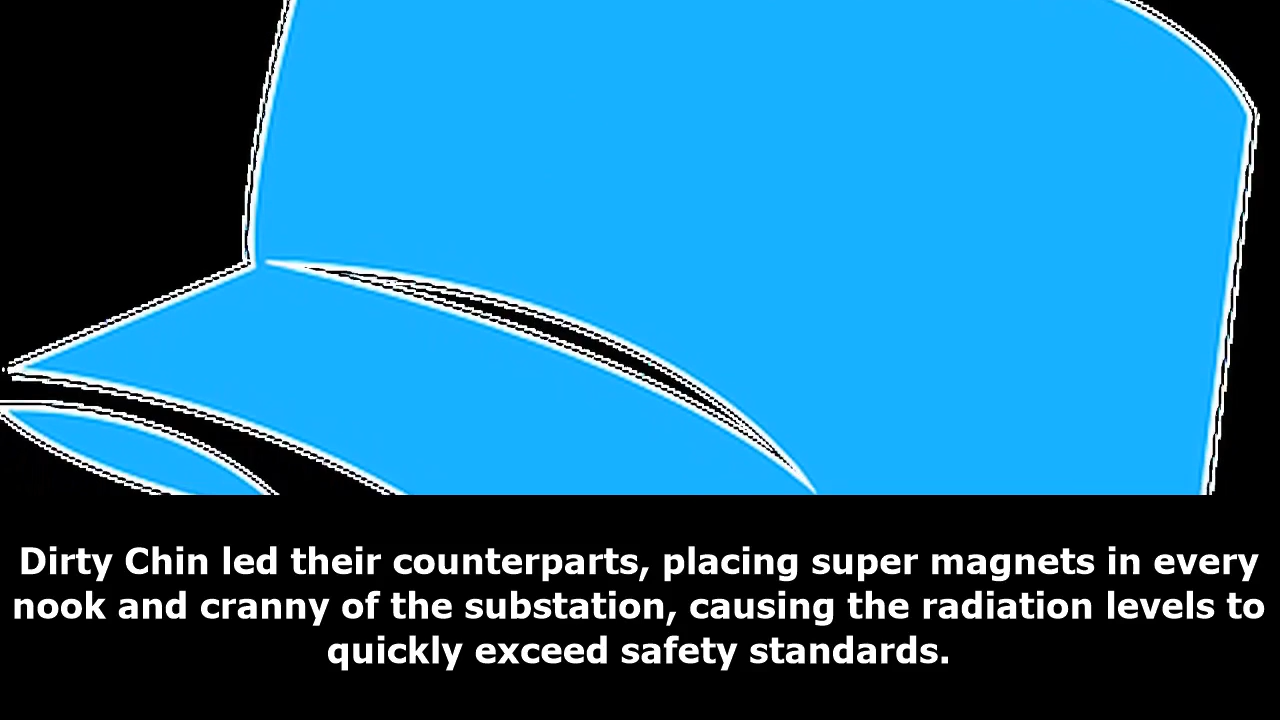 Dirty Chin led their counterparts, placing super magnets in every
nook and cranny of the substation, causing the radiation levels to
quickly exceed safety standards.